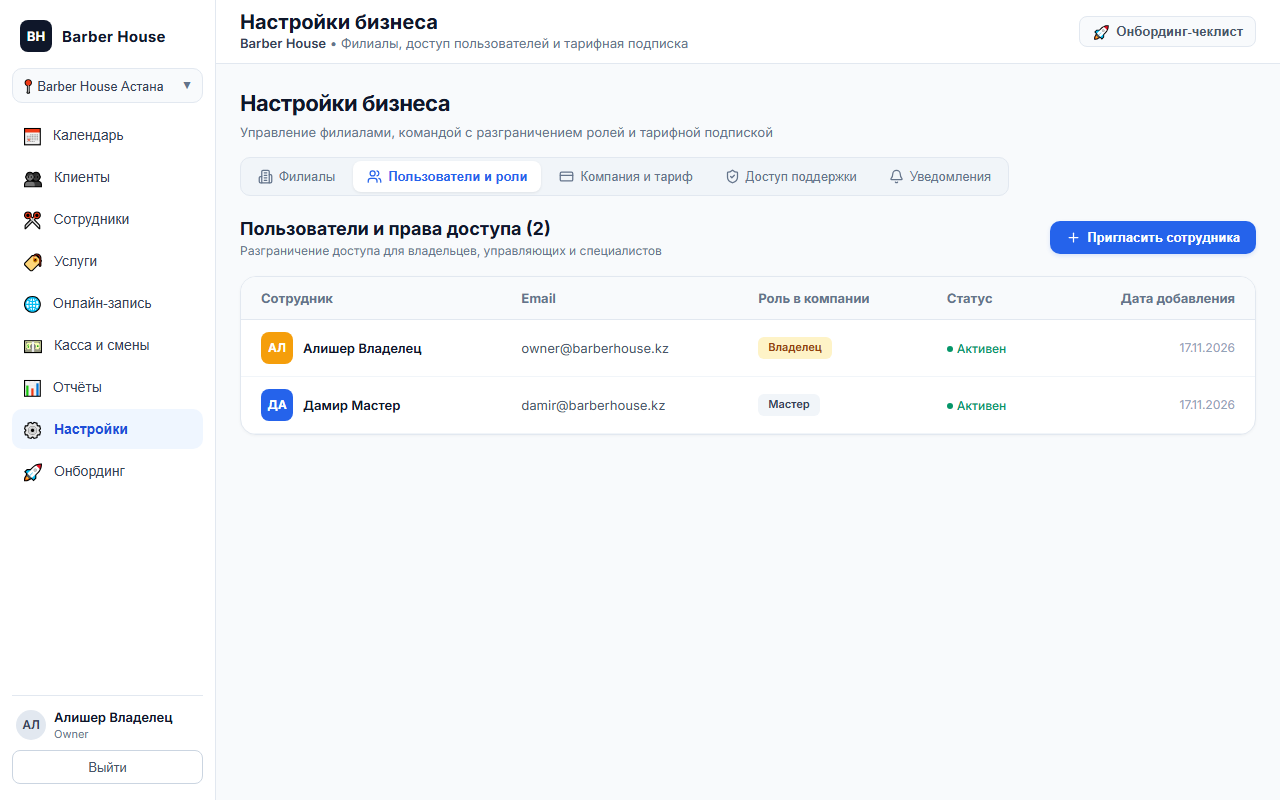 BH Barber House
Barber House Астана ▼
Календарь
Клиенты
Сотрудники
Услуги
Онлайн-запись
Касса и смены
Отчёты
Настройки
Онбординг
АЛ Алишер Владелец
Owner
Выйти
Настройки бизнеса
Barber House • Филиалы, доступ пользователей и тарифная подписка
Онбординг-чеклист
Настройки бизнеса
Управление филиалами, командой с разграничением ролей и тарифной подпиской
Филиалы Пользователи и роли Компания и тариф Доступ поддержки Уведомления
Пользователи и права доступа (2)
Разграничение доступа для владельцев, управляющих и специалистов
+ Пригласить сотрудника
Сотрудник Email Роль в компании Статус Дата добавления
АЛ Алишер Владелец owner@barberhouse.kz Владелец ● Активен 17.11.2026
ДА Дамир Мастер damir@barberhouse.kz Мастер ● Активен 17.11.2026